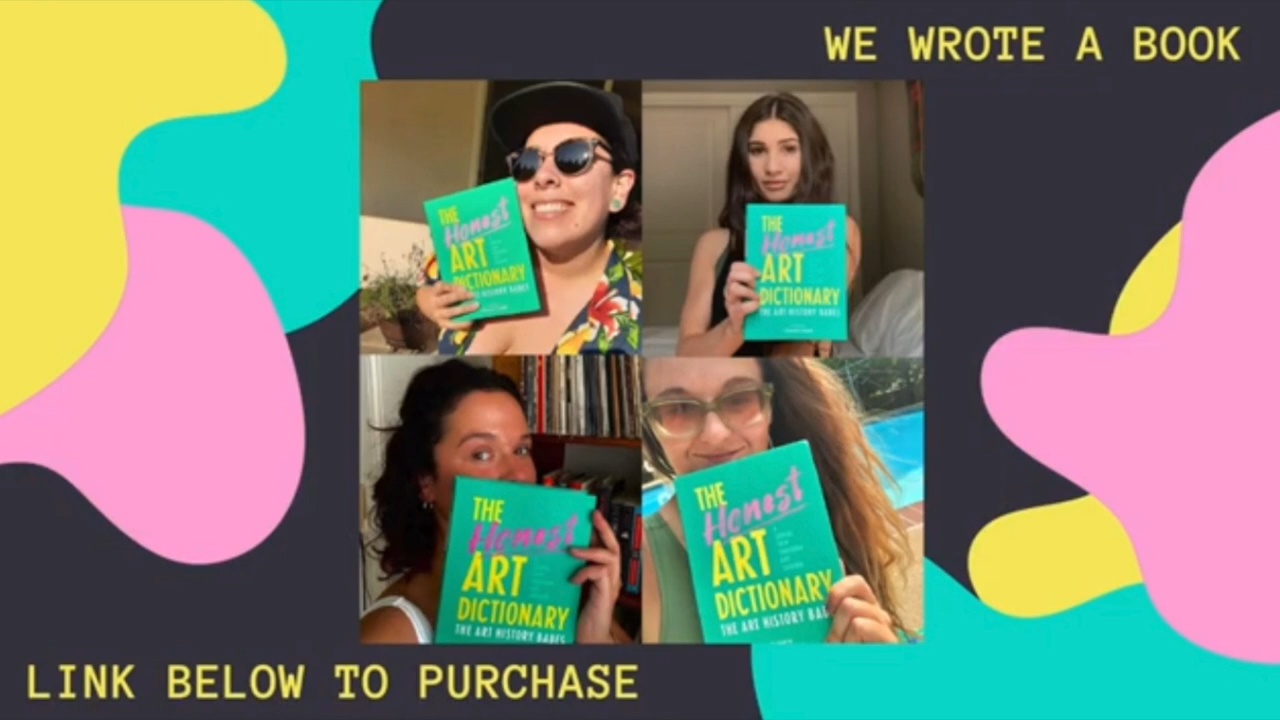 WE WROTE A BOOK
THE
Honest
ART
DICTIONARY
THE ART HISTORY BABES
THE
Honest
ART
DICTIONARY
THE ART HISTORY BABES
THE
Honest
ART
DICTIONARY
THE ART HISTORY BABES
THE
Honest
ART
DICTIONARY
THE ART HISTORY BAB
LINK BELOW TO PURCHASE